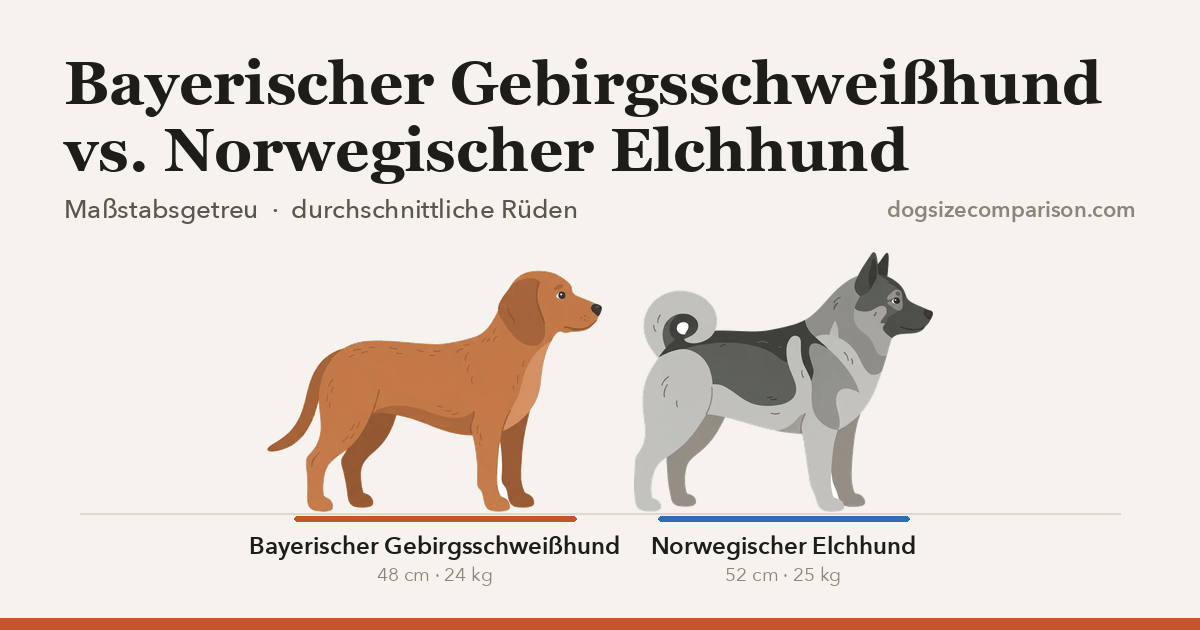 Bayerischer Gebirgsschweißhund
vs. Norwegischer Elchhund
Maßstabsgetreu · durchschnittliche Rüden
dogsizecomparison.com
Bayerischer Gebirgsschweißhund
48 cm · 24 kg
Norwegischer Elchhund
52 cm · 25 kg